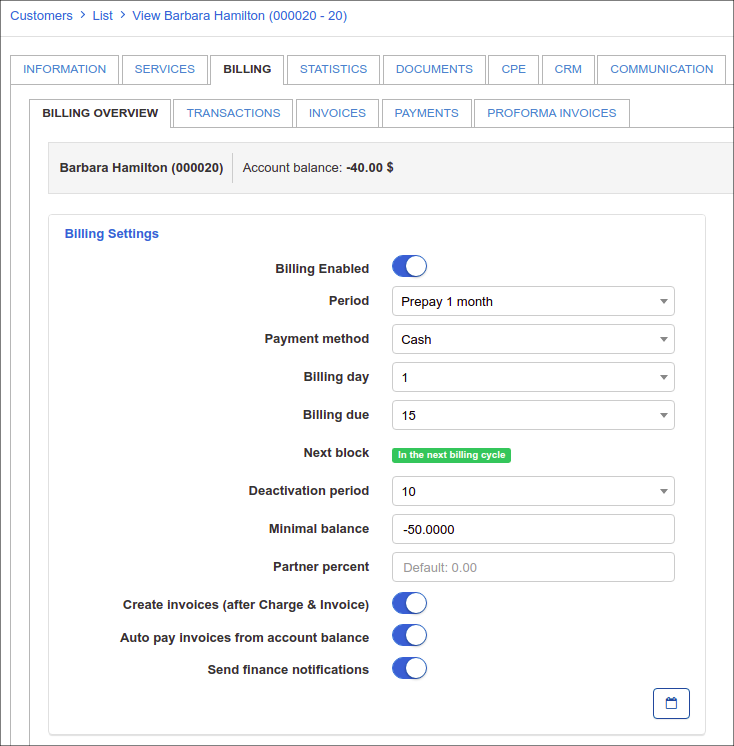 Customers > List > View Barbara Hamilton (000020 - 20)
INFORMATION SERVICES BILLING STATISTICS DOCUMENTS CPE CRM COMMUNICATION
BILLING OVERVIEW TRANSACTIONS INVOICES PAYMENTS PROFORMA INVOICES
Barbara Hamilton (000020) Account balance: -40.00 $
Billing Settings
Billing Enabled
Period Prepay 1 month
Payment method Cash
Billing day 1
Billing due 15
Next block In the next billing cycle
Deactivation period 10
Minimal balance -50.0000
Partner percent Default: 0.00
Create invoices (after Charge & Invoice)
Auto pay invoices from account balance
Send finance notifications